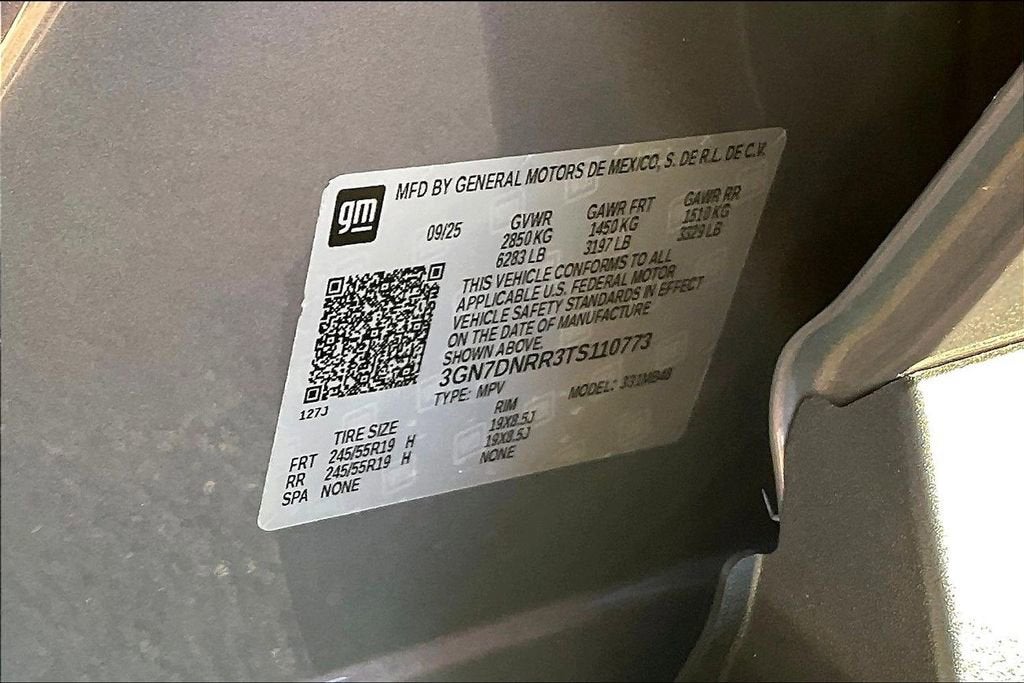 MFD BY GENERAL MOTORS DE MEXICO, S. DE R.L. DE C.V.
gm
09/25 GVWR GAWR FRT GAWR RR
2850 KG 1450 KG 1510 KG
6283 LB 3197 LB 3329 LB
THIS VEHICLE CONFORMS TO ALL
APPLICABLE U.S. FEDERAL MOTOR
VEHICLE SAFETY STANDARDS IN EFFECT
ON THE DATE OF MANUFACTURE
SHOWN ABOVE.
3GN7DNRR3TS110773
TYPE: MPV MODEL: 331MB48
127J
TIRE SIZE RIM
FRT 245/55R19 H 19X8.5J
RR 245/55R19 H 19X8.5J
SPA NONE NONE